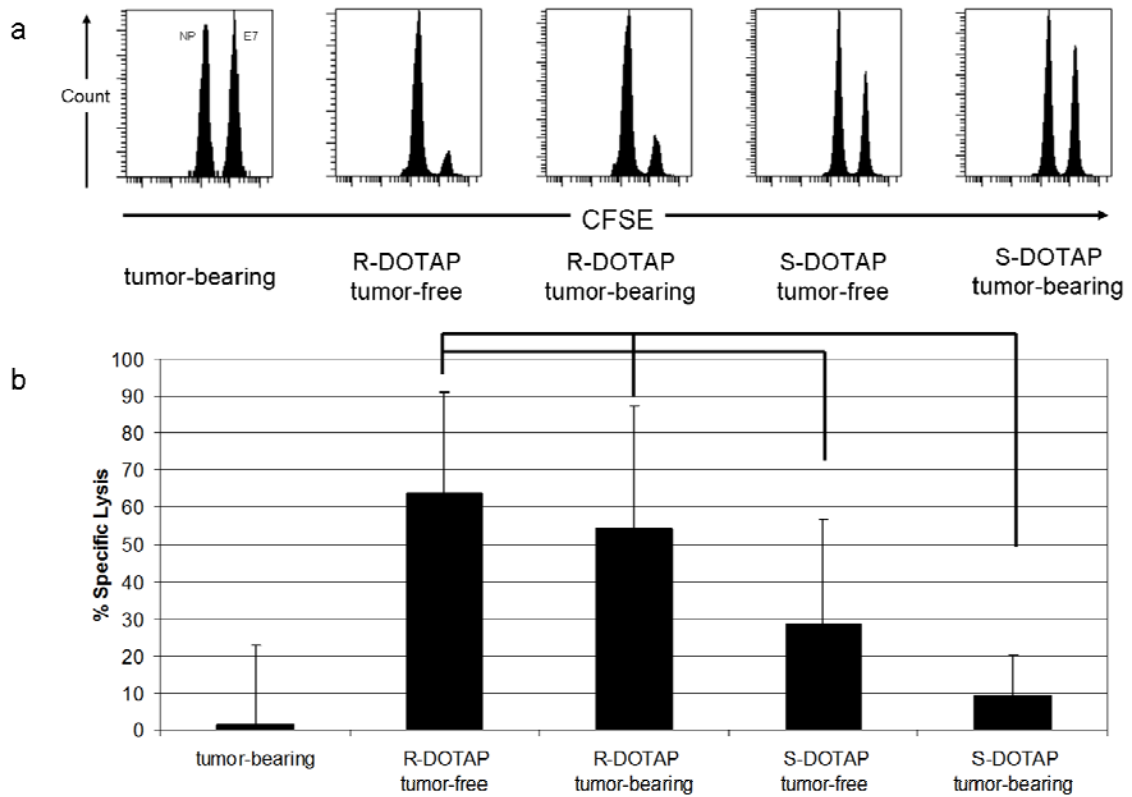 a
NP
E7
Count
CFSE
tumor-bearing
R-DOTAP
tumor-free
R-DOTAP
tumor-bearing
S-DOTAP
tumor-free
S-DOTAP
tumor-bearing
b
% Specific Lysis
100
90
80
70
60
50
40
30
20
10
0
tumor-bearing
R-DOTAP
tumor-free
R-DOTAP
tumor-bearing
S-DOTAP
tumor-free
S-DOTAP
tumor-bearing